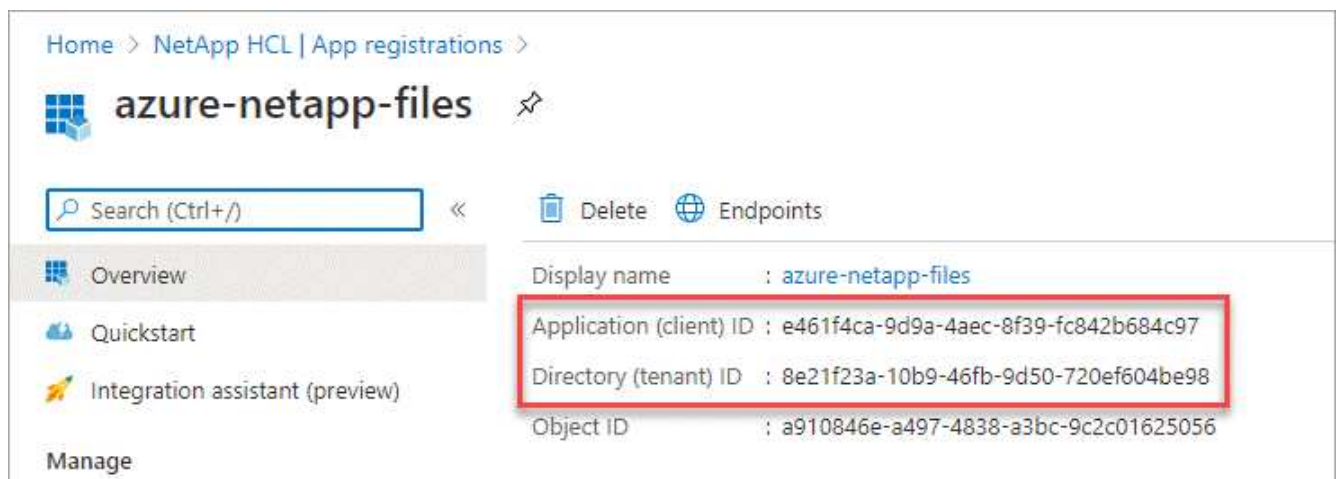 Home > NetApp HCL | App registrations >
azure-netapp-files
Search (Ctrl+/)
«
Delete
Endpoints
Overview
Quickstart
Integration assistant (preview)
Manage
Display name : azure-netapp-files
Application (client) ID : e461f4ca-9d9a-4aec-8f39-fc842b684c97
Directory (tenant) ID : 8e21f23a-10b9-46fb-9d50-720ef604be98
Object ID : a910846e-a497-4838-a3bc-9c2c01625056